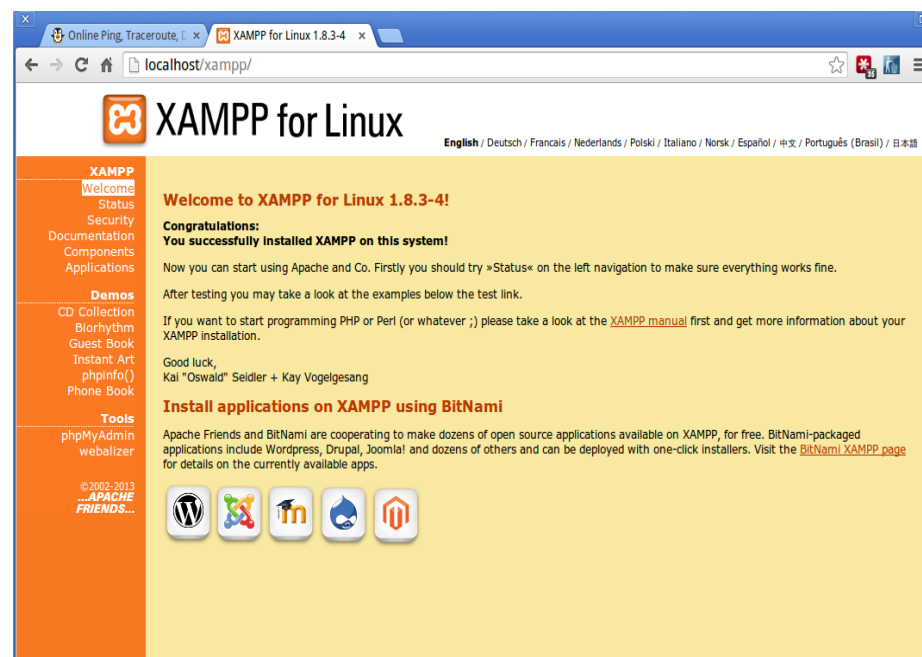 Online Ping, Traceroute, D
XAMPP for Linux 1.8.3-4
localhost/xampp/
35
XAMPP for Linux
English / Deutsch / Francais / Nederlands / Polski / Italiano / Norsk / Español / 中文 / Português (Brasil) / 日本語
XAMPP
Welcome
Status
Security
Documentation
Components
Applications
Demos
CD Collection
Biorhythm
Guest Book
Instant Art
phpinfo()
Phone Book
Tools
phpMyAdmin
webalizer
©2002-2013
...APACHE
FRIENDS...
Welcome to XAMPP for Linux 1.8.3-4!
Congratulations:
You successfully installed XAMPP on this system!
Now you can start using Apache and Co. Firstly you should try »Status« on the left navigation to make sure everything works fine.
After testing you may take a look at the examples below the test link.
If you want to start programming PHP or Perl (or whatever ;) please take a look at the XAMPP manual first and get more information about your
XAMPP installation.
Good luck,
Kai "Oswald" Seidler + Kay Vogelgesang
Install applications on XAMPP using BitNami
Apache Friends and BitNami are cooperating to make dozens of open source applications available on XAMPP, for free. BitNami-packaged
applications include Wordpress, Drupal, Joomla! and dozens of others and can be deployed with one-click installers. Visit the BitNami XAMPP page
for details on the currently available apps.